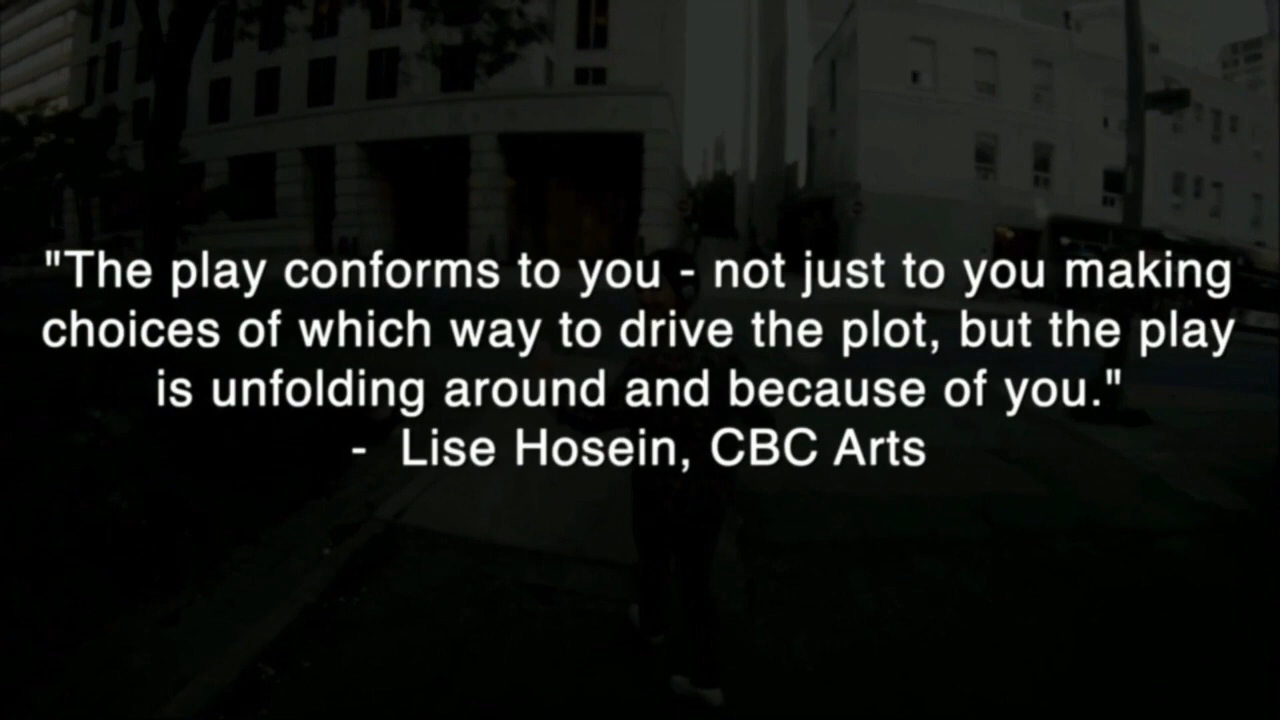 "The play conforms to you - not just to you making
choices of which way to drive the plot, but the play
is unfolding around and because of you."
- Lise Hosein, CBC Arts